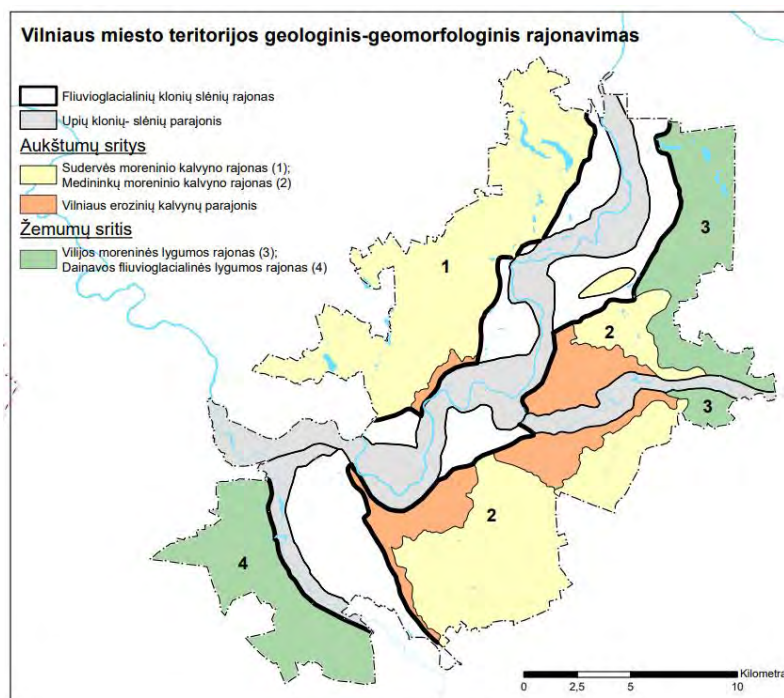 Vilniaus miesto teritorijos geologinis-geomorfologinis rajonavimas
Fliuvioglacialinių klonių slėnių rajonas
Upių klonių- slėnių parajonis
Aukštumų sritys
Sudervės moreninio kalvyno rajonas (1);
Medininkų moreninio kalvyno rajonas (2)
Vilniaus erozinių kalvynų parajonis
Žemumų sritis
Vilijos moreninės lygumos rajonas (3);
Dainavos fliuvioglacialinės lygumos rajonas (4)
3
1
2
3
2
4
Kilometra
0 2,5 5 10